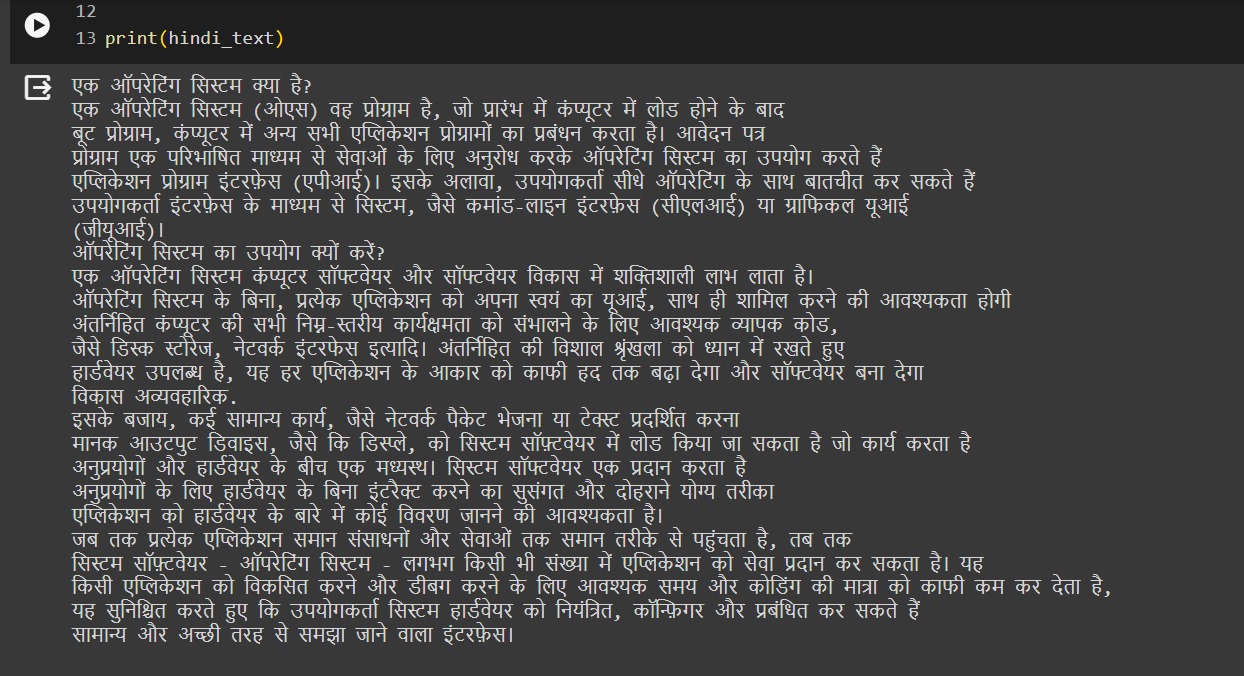 12
13 print(hindi_text)
एक ऑपरेटिंग सिस्टम क्या है?
एक ऑपरेटिंग सिस्टम (ओएस) वह प्रोग्राम है, जो प्रारंभ में कंप्यूटर में लोड होने के बाद
बूट प्रोग्राम, कंप्यूटर में अन्य सभी एप्लिकेशन प्रोग्रामों का प्रबंधन करता है। आवेदन पत्र
प्रोग्राम एक परिभाषित माध्यम से सेवाओं के लिए अनुरोध करके ऑपरेटिंग सिस्टम का उपयोग करते हैं
एप्लिकेशन प्रोग्राम इंटरफ़ेस (एपीआई)। इसके अलावा, उपयोगकर्ता सीधे ऑपरेटिंग के साथ बातचीत कर सकते हैं
उपयोगकर्ता इंटरफ़ेस के माध्यम से सिस्टम, जैसे कमांड-लाइन इंटरफ़ेस (सीएलआई) या ग्राफिकल यूआई
(जीयूआई)।
ऑपरेटिंग सिस्टम का उपयोग क्यों करें?
एक ऑपरेटिंग सिस्टम कंप्यूटर सॉफ्टवेयर और सॉफ्टवेयर विकास में शक्तिशाली लाभ लाता है।
ऑपरेटिंग सिस्टम के बिना, प्रत्येक एप्लिकेशन को अपना स्वयं का यूआई, साथ ही शामिल करने की आवश्यकता होगी
अंतर्निहित कंप्यूटर की सभी निम्न-स्तरीय कार्यक्षमता को संभालने के लिए आवश्यक व्यापक कोड,
जैसे डिस्क स्टोरेज, नेटवर्क इंटरफेस इत्यादि। अंतर्निहित की विशाल श्रृंखला को ध्यान में रखते हुए
हार्डवेयर उपलब्ध है, यह हर एप्लिकेशन के आकार को काफी हद तक बढ़ा देगा और सॉफ्टवेयर बना देगा
विकास अव्यवहारिक.
इसके बजाय, कई सामान्य कार्य, जैसे नेटवर्क पैकेट भेजना या टेक्स्ट प्रदर्शित करना
मानक आउटपुट डिवाइस, जैसे कि डिस्प्ले, को सिस्टम सॉफ़्टवेयर में लोड किया जा सकता है जो कार्य करता है
अनुप्रयोगों और हार्डवेयर के बीच एक मध्यस्थ। सिस्टम सॉफ्टवेयर एक प्रदान करता है
अनुप्रयोगों के लिए हार्डवेयर के बिना इंटरैक्ट करने का सुसंगत और दोहराने योग्य तरीका
एप्लिकेशन को हार्डवेयर के बारे में कोई विवरण जानने की आवश्यकता है।
जब तक प्रत्येक एप्लिकेशन समान संसाधनों और सेवाओं तक समान तरीके से पहुंचता है, तब तक
सिस्टम सॉफ़्टवेयर - ऑपरेटिंग सिस्टम - लगभग किसी भी संख्या में एप्लिकेशन को सेवा प्रदान कर सकता है। यह
किसी एप्लिकेशन को विकसित करने और डीबग करने के लिए आवश्यक समय और कोडिंग की मात्रा को काफी कम कर देता है,
यह सुनिश्चित करते हुए कि उपयोगकर्ता सिस्टम हार्डवेयर को नियंत्रित, कॉन्फ़िगर और प्रबंधित कर सकते हैं
सामान्य और अच्छी तरह से समझा जाने वाला इंटरफ़ेस।